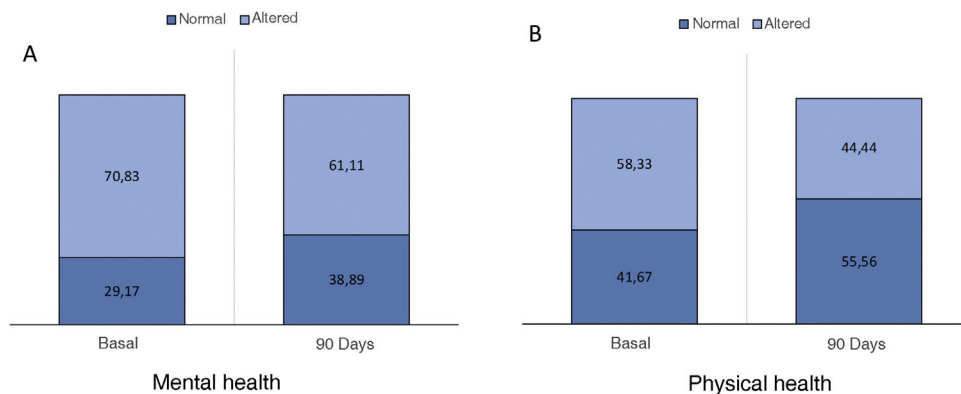 Normal Altered
A
70,83
61,11
29,17
38,89
Basal 90 Days
Mental health
Normal Altered
B
58,33
44,44
41,67
55,56
Basal 90 Days
Physical health